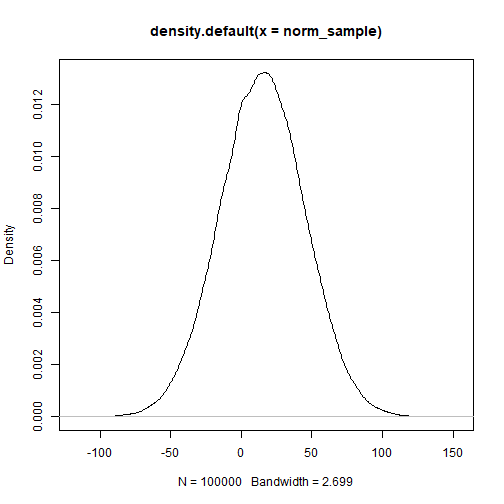 density.default(x = norm_sample)
Density
0.012
0.010
0.008
0.006
0.004
0.002
0.000
-100 -50 0 50 100 150
N = 100000 Bandwidth = 2.699